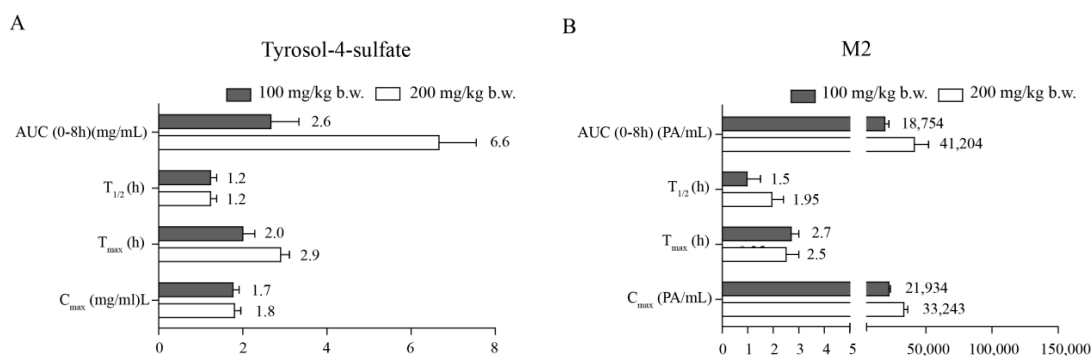 A
Tyrosol-4-sulfate
100 mg/kg b.w. 200 mg/kg b.w.
AUC (0-8h)(mg/mL)
2.6
6.6
T1/2 (h)
1.2
1.2
Tmax (h)
2.0
2.9
Cmax (mg/ml)L
1.7
1.8
0 2 4 6 8
B
M2
100 mg/kg b.w. 200 mg/kg b.w.
AUC (0-8h) (PA/mL)
18,754
41,204
T1/2 (h)
1.5
1.95
Tmax (h)
2.7
2.5
Cmax (PA/mL)
21,934
33,243
0 1 2 3 4 5 50,000 100,000 150,000